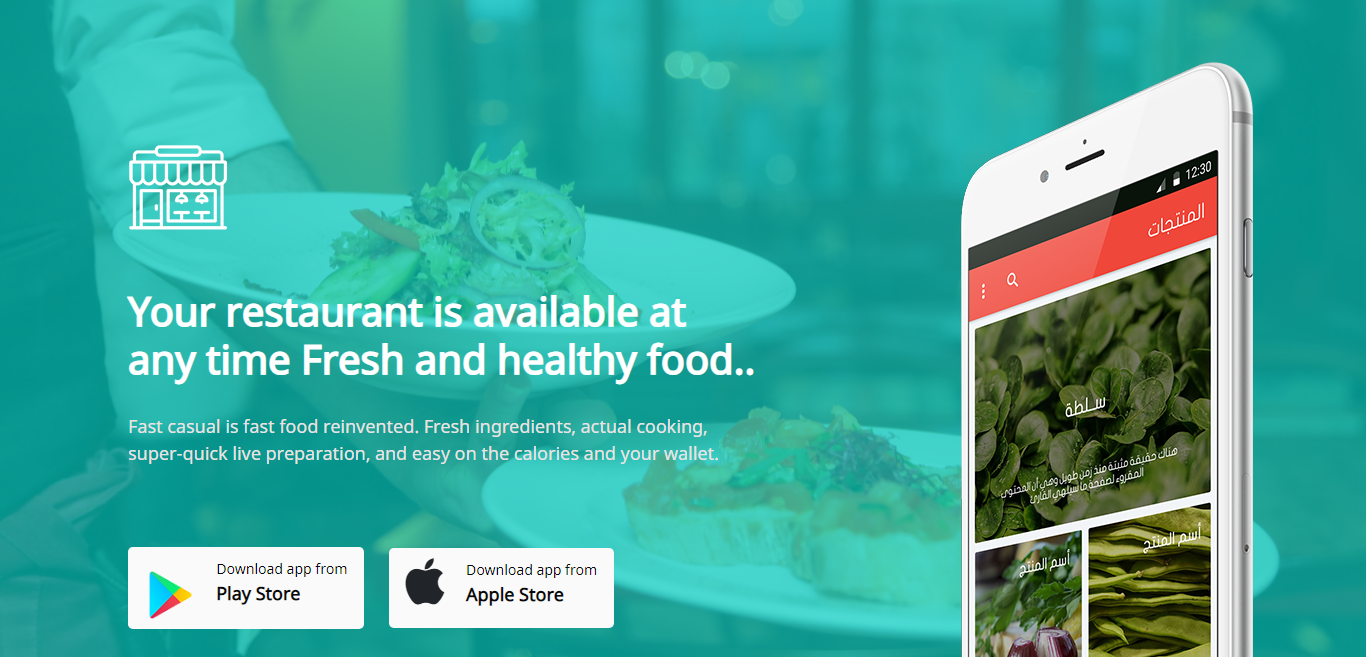 Your restaurant is available at
any time Fresh and healthy food..
Fast casual is fast food reinvented. Fresh ingredients, actual cooking,
super-quick live preparation, and easy on the calories and your wallet.
Download app from
Play Store
Download app from
Apple Store
12:30
المنتجات
سـلطة
هناك حقيقة مثبتة منذ زمن طويل وهي أن المحتوى
المقروء لصفحة ما سيلهي القارئ
أسم المنتج
أسم المنتج